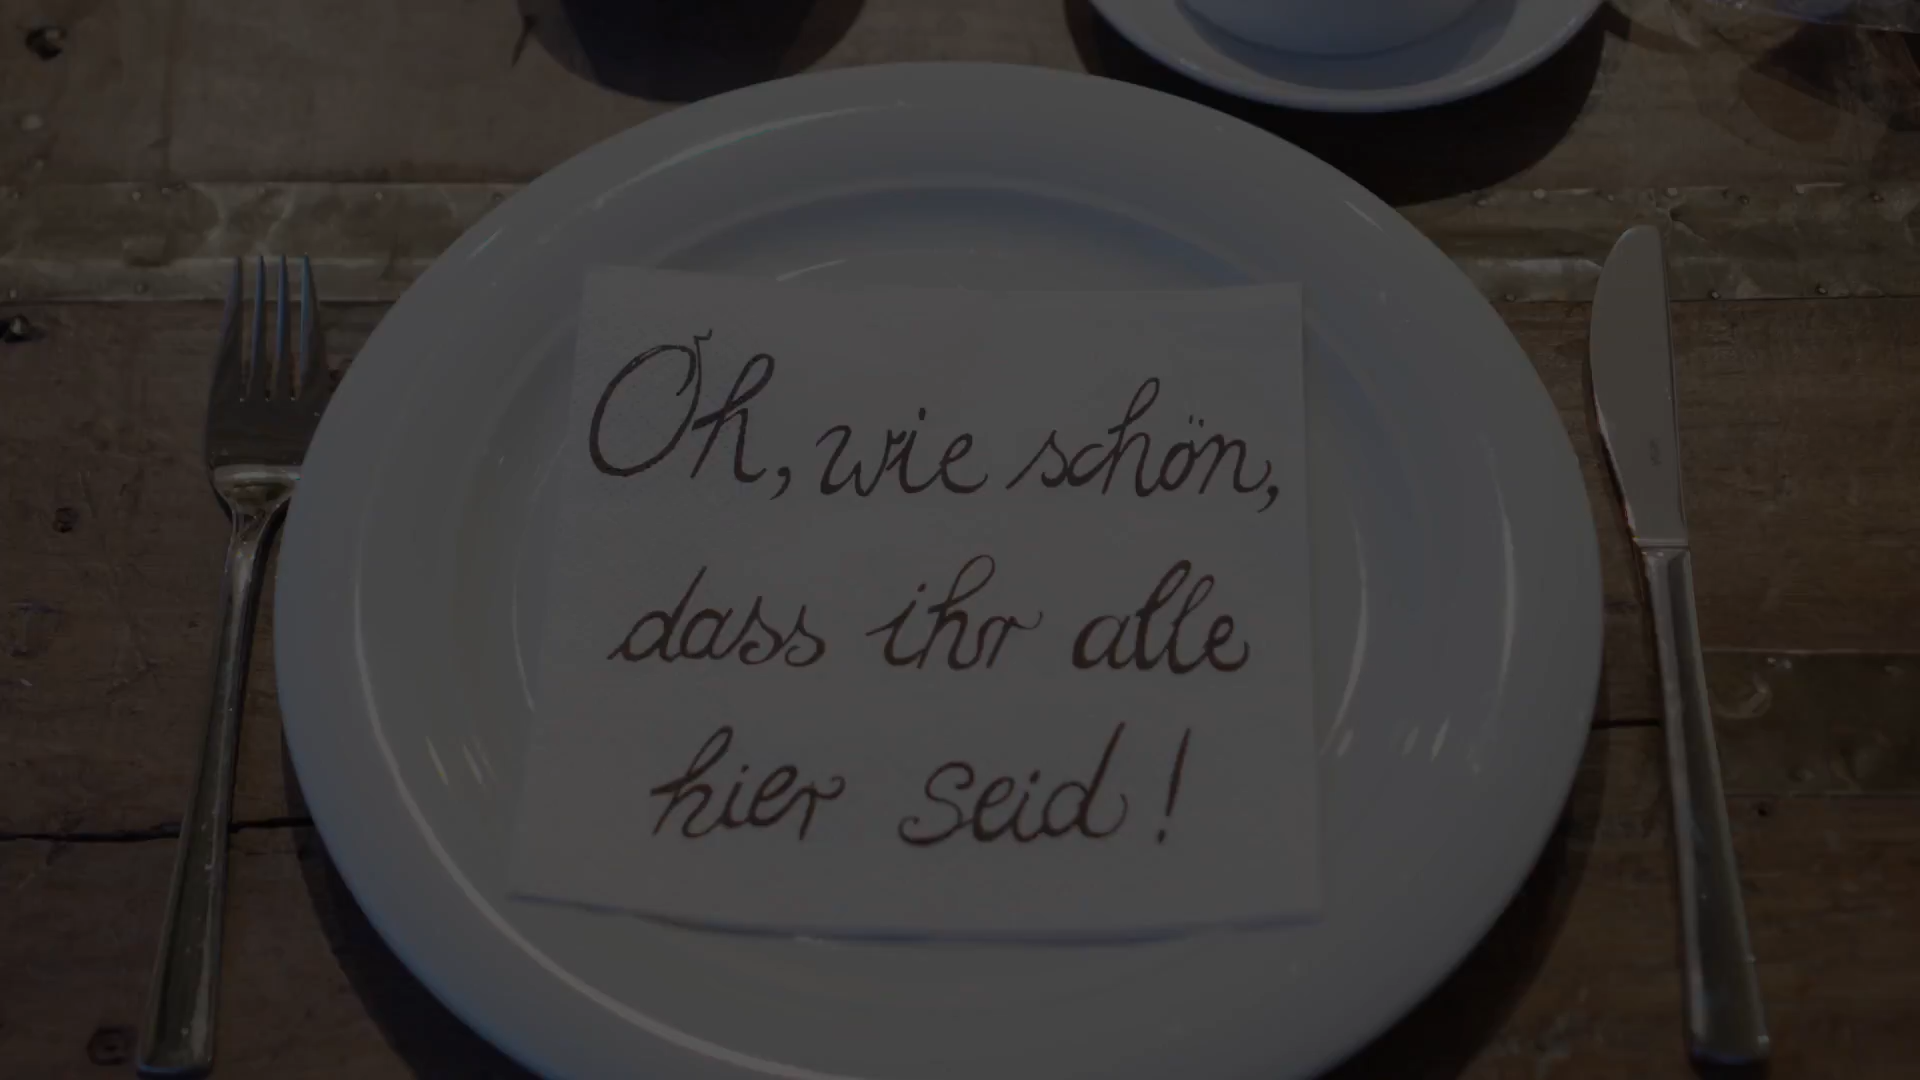 Oh, wie schön,
dass ihr alle
hier seid!